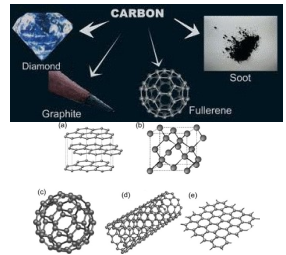 CARBON
Diamond
Graphite
Fullerene
Soot
(a)
(b)
(c)
(d)
(e)